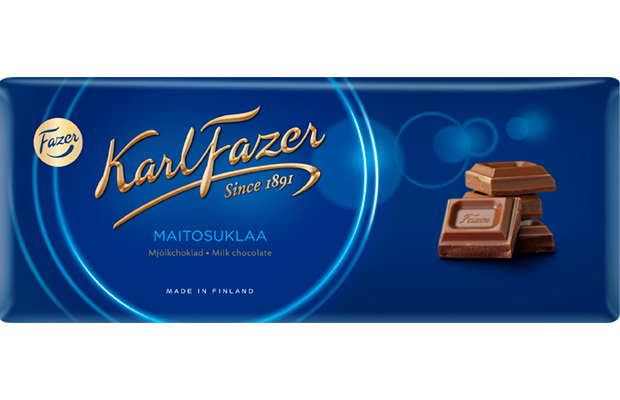 Fazer
Karl Fazer
Since 1891
MAITOSUKLAA
Mjölkchoklad • Milk chocolate
MADE IN FINLAND
Fazer